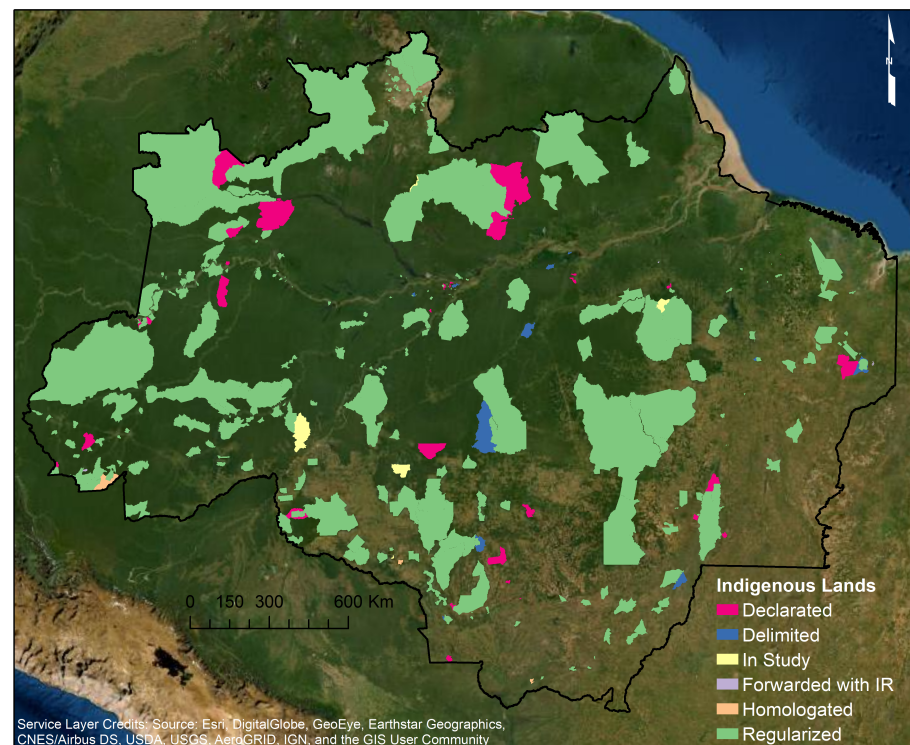 N
0 150 300 600 Km
Indigenous Lands
Declarated
Delimited
In Study
Forwarded with IR
Homologated
Regularized
Service Layer Credits: Source: Esri, DigitalGlobe, GeoEye, Earthstar Geographics,
CNES/Airbus DS, USDA, USGS, AeroGRID, IGN, and the GIS User Community